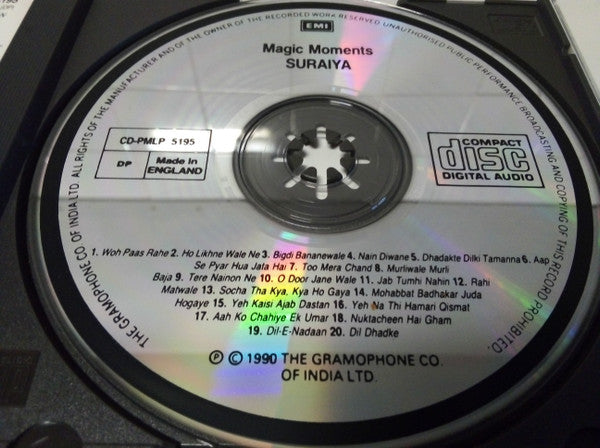 EMI
Magic Moments
SURAIYA
CD-PMLP 5195
DP Made in ENGLAND
COMPACT
disc
DIGITAL AUDIO
1. Woh Paas Rahe 2. Ho Likhne Wale Ne 3. Bigdi Bananewale 4. Nain Diwane 5. Dhadakte Dilki Tamanna 6. Aap
Se Pyar Hua Jata Hai 7. Too Mera Chand 8. Murliwale Murli
Baja 9. Tere Nainon Ne 10. O Door Jane Wale 11. Jab Tumhi Nahin 12. Rahi
Matwale 13. Socha Tha Kya, Kya Ho Gaya 14. Mohabbat Badhakar Juda
Hogaye 15. Yeh Kaisi Ajab Dastan 16. Yeh Na Thi Hamari Qismat
17. Aah Ko Chahiye Ek Umar 18. Nuktacheen Hai Gham
19. Dil-E-Nadaan 20. Dil Dhadke
℗ © 1990 THE GRAMOPHONE CO.
OF INDIA LTD.
THE GRAMOPHONE CO. OF INDIA LTD. ALL RIGHTS OF THE MANUFACTURER AND OF THE OWNER OF THE RECORDED WORK RESERVED. UNAUTHORISED PUBLIC PERFORMANCE BROADCASTING AND COPYING OF THIS RECORD PROHIBITED.